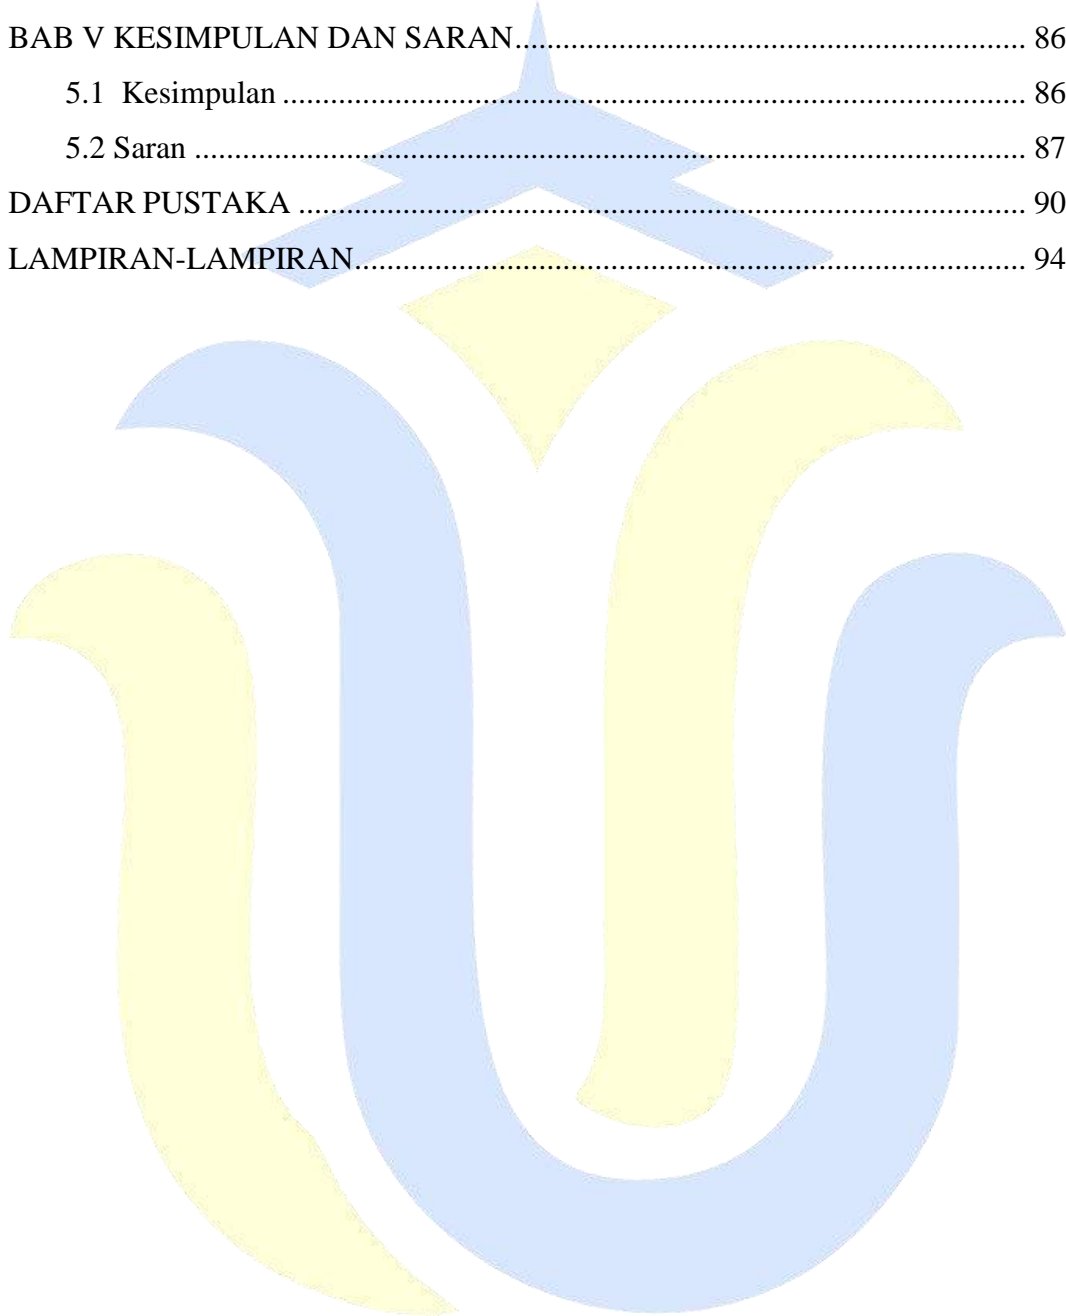 BAB V KESIMPULAN DAN SARAN................................................................ 86
5.1 Kesimpulan ............................................................................................. 86
5.2 Saran ........................................................................................................ 87
DAFTAR PUSTAKA ........................................................................................... 90
LAMPIRAN-LAMPIRAN.................................................................................... 94